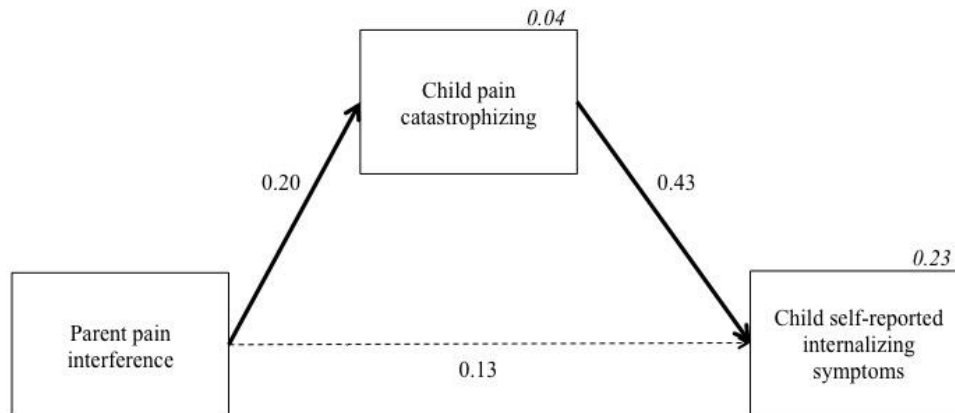 0.04
Child pain
catastrophizing
0.20
0.43
0.23
Parent pain
interference
Child self-reported
internalizing
symptoms
0.13